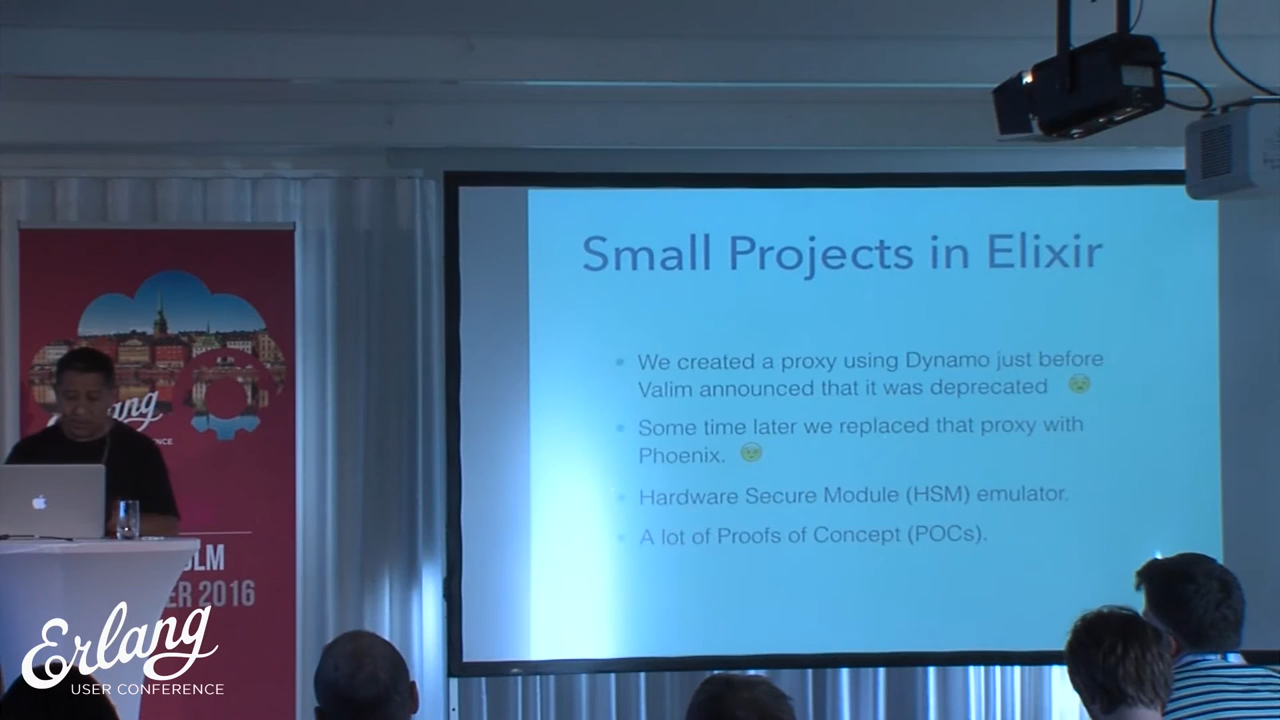 Small Projects in Elixir
We created a proxy using Dynamo just before
Valim announced that it was deprecated
Some time later we replaced that proxy with
Phoenix.
Hardware Secure Module (HSM) emulator.
A lot of Proofs of Concept (POCs).
2016
Erlang
USER CONFERENCE